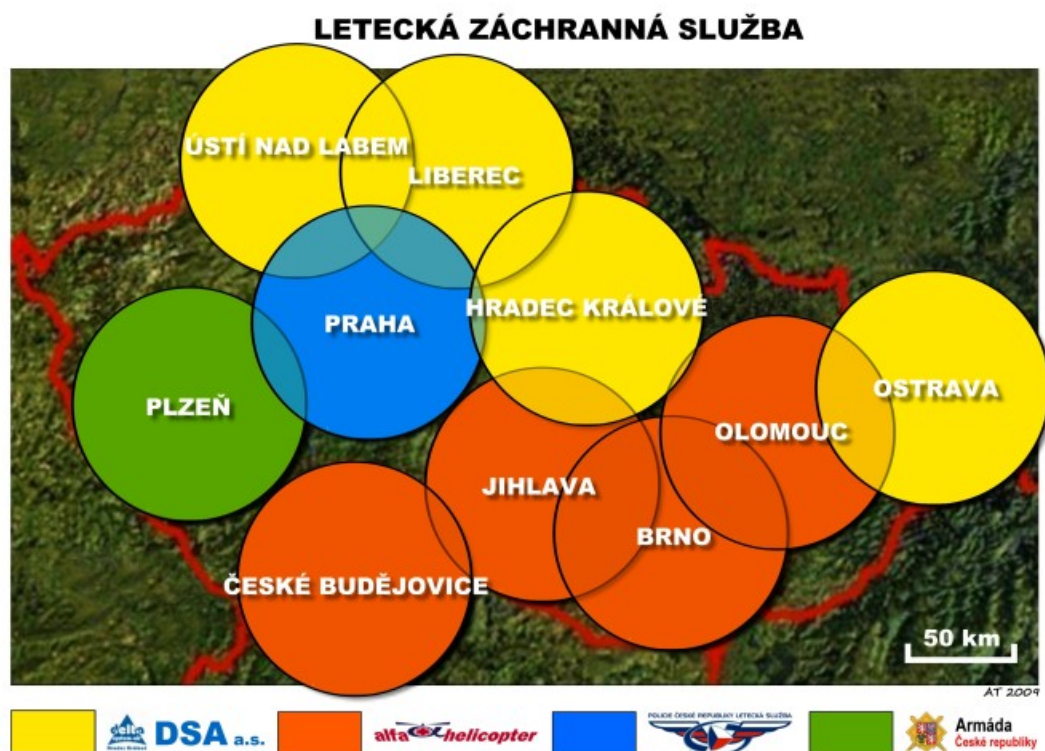 LETECKÁ ZÁCHRANNÁ SLUŽBA
ÚSTÍ NAD LABEM
LIBEREC
HRADEC KRÁLOVÉ
PRAHA
OSTRAVA
PLZEŇ
OLOMOUC
JIHLAVA
BRNO
ČESKÉ BUDĚJOVICE
50 km
AT 2009
DSA a.s.
alfa helicopter
POLICIE ČESKÉ REPUBLIKY LETECKÁ SLUŽBA
Armáda
České republiky